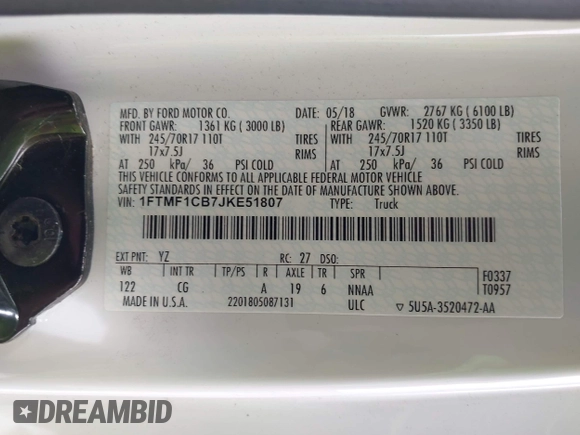 MFD. BY FORD MOTOR CO. 05/18 GVWR: 2767 KG ( 6100 LB)
FRONT GAWR: 1361 KG ( 3000 LB) REAR GAWR: 1520 KG ( 3350 LB)
WITH 245/70R17 110T TIRES WITH 245/70R17 110T TIRES
17x7.5J RIMS 17x7.5J RIMS
AT 250 kPa/ 36 PSI COLD AT 250 kPa/ 36 PSI COLD
THIS VEHICLE CONFORMS TO ALL APPLICABLE FEDERAL MOTOR VEHICLE
SAFETY STANDARDS IN EFFECT ON THE DATE OF MANUFACTURE SHOWN ABOVE.
VIN: 1FTMF1CB7JKE51807 TYPE: Truck
EXT PNT: YZ RC: 27 DSO:
WB INT TR TP/PS R AXLE TR SPR F0337
122 CG A 19 6 NNAA T0957
MADE IN U.S.A. 2201805087131 ULC 5U5A-3520472-AA
DREAMBID